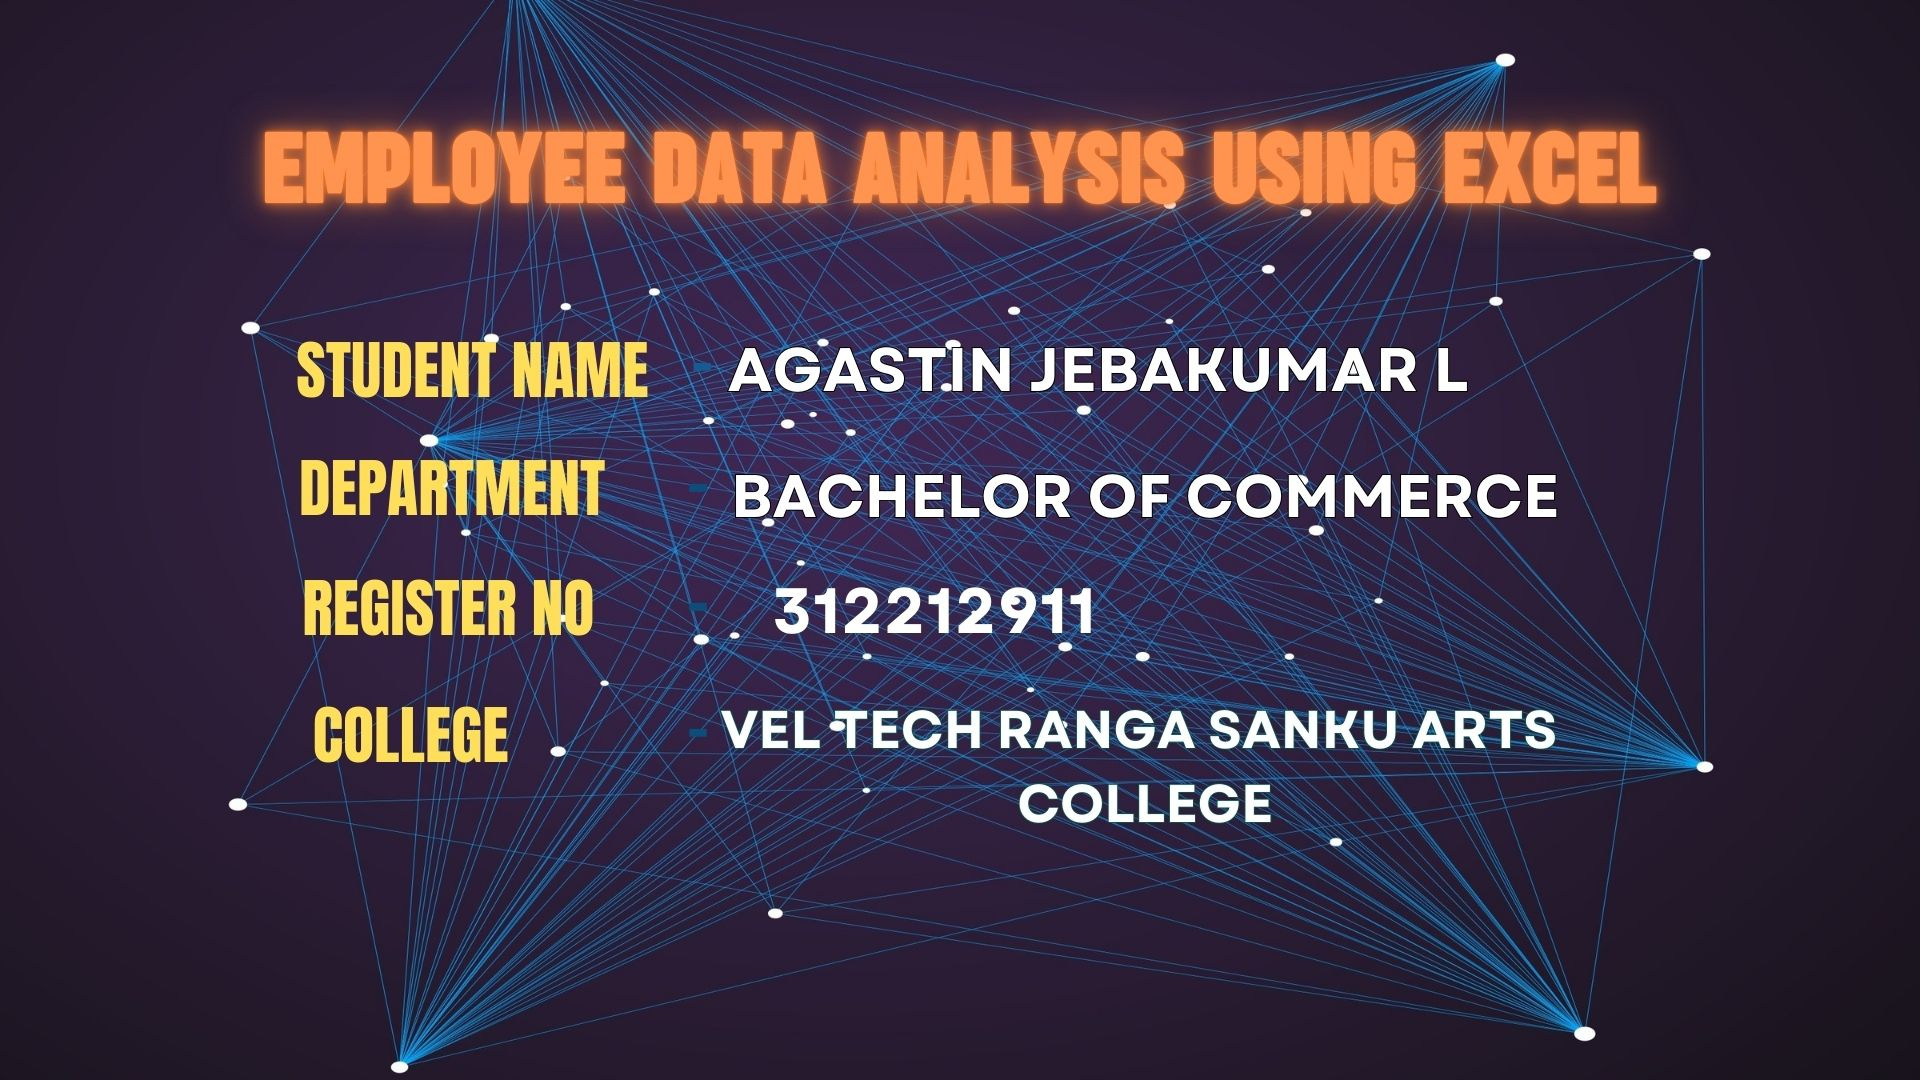 EMPLOYEE DATA ANALYSIS USING EXCEL
STUDENT NAME - AGASTIN JEBAKUMAR L
DEPARTMENT - BACHELOR OF COMMERCE
REGISTER NO - 312212911
COLLEGE - VEL TECH RANGA SANKU ARTS
COLLEGE